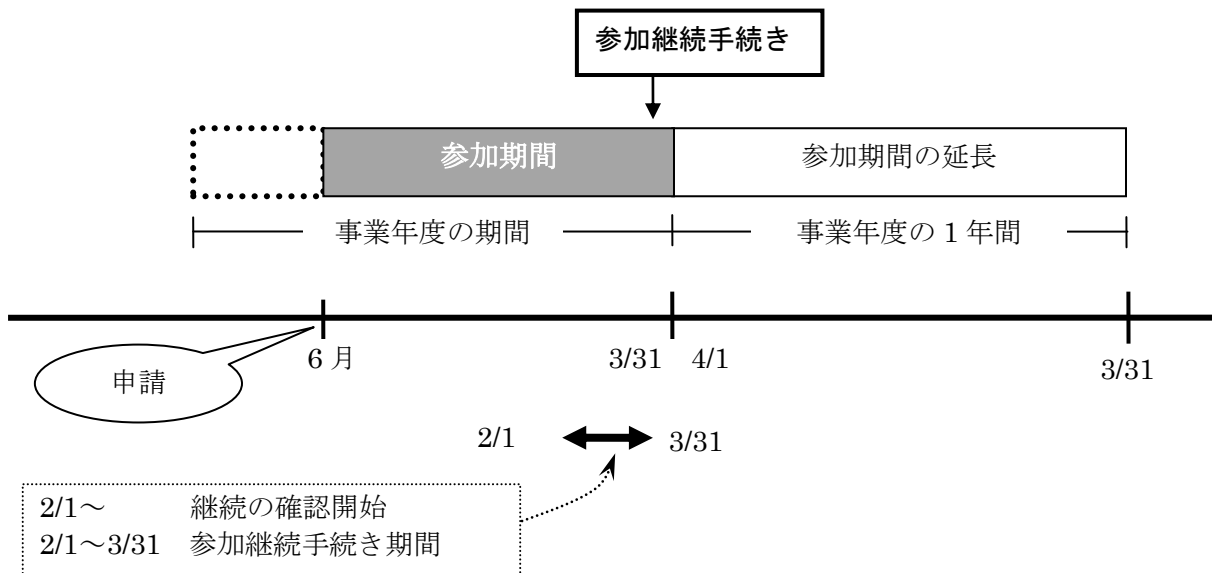 参加継続手続き
参加期間
参加期間の延長
事業年度の期間
事業年度の 1 年間
申請
6 月
3/31
4/1
3/31
2/1
3/31
2/1～ 継続の確認開始
2/1～3/31 参加継続手続き期間